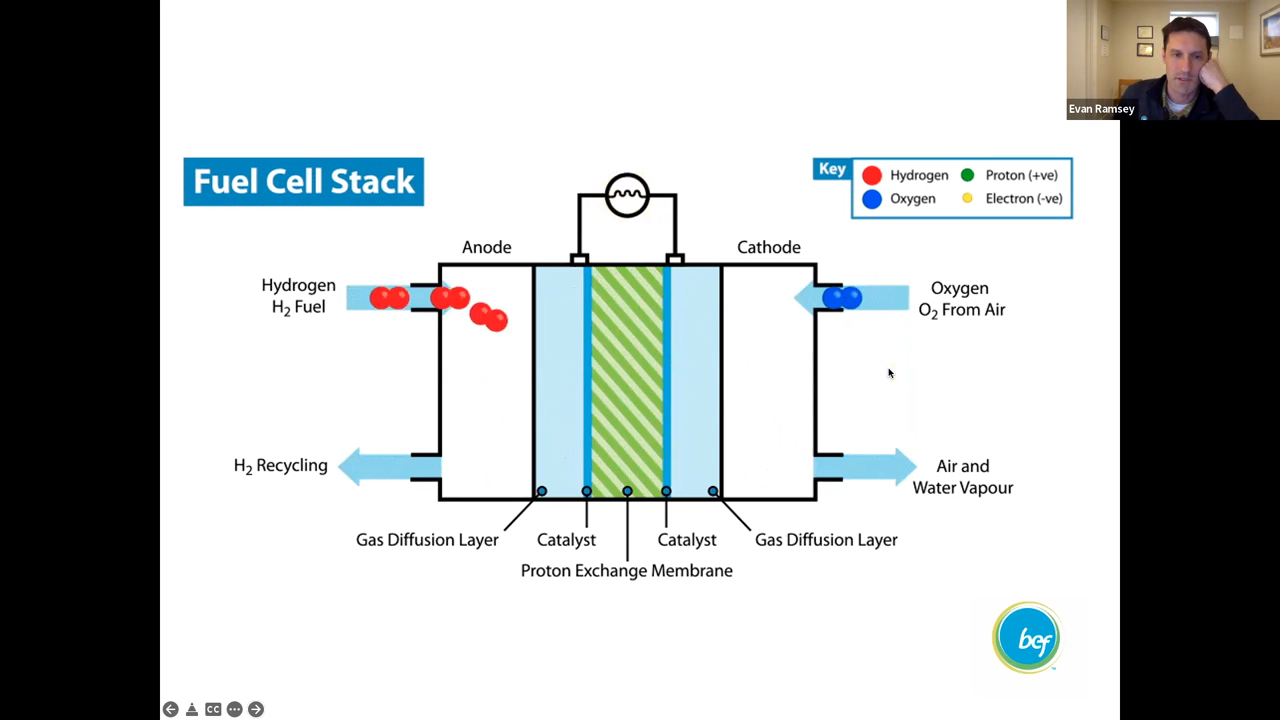 Evan Ramsey
Fuel Cell Stack
Key
Hydrogen
Proton (+ve)
Oxygen
Electron (-ve)
Anode
Cathode
Hydrogen
H₂ Fuel
Oxygen
O₂ From Air
H₂ Recycling
Air and
Water Vapour
Gas Diffusion Layer
Catalyst
Catalyst
Gas Diffusion Layer
Proton Exchange Membrane
bef
CC